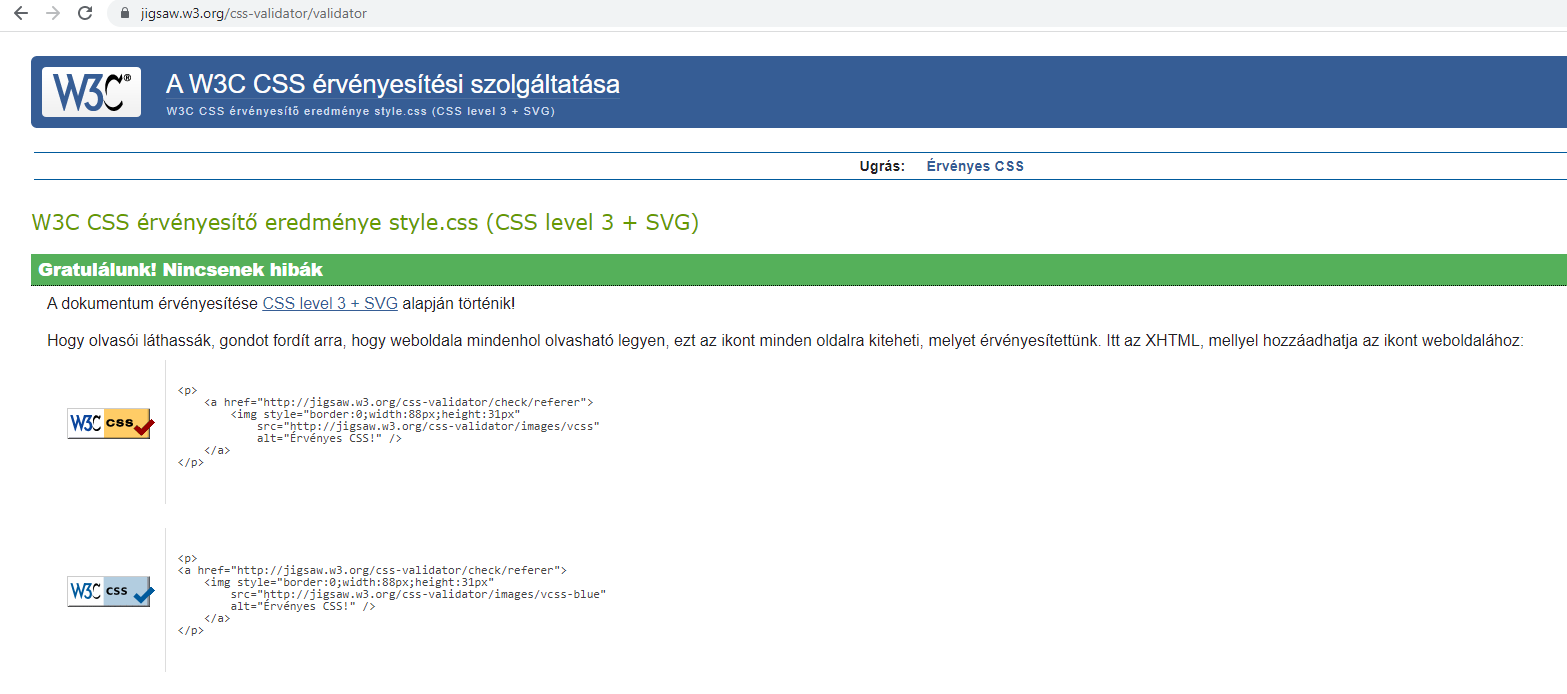 jigsaw.w3.org/css-validator/validator
W3C® A W3C CSS érvényesítési szolgáltatása
W3C CSS érvényesítő eredménye style.css (CSS level 3 + SVG)
Ugrás: Érvényes CSS
W3C CSS érvényesítő eredménye style.css (CSS level 3 + SVG)
Gratulálunk! Nincsenek hibák
A dokumentum érvényesítése CSS level 3 + SVG alapján történik!
Hogy olvasói láthassák, gondot fordít arra, hogy weboldala mindenhol olvasható legyen, ezt az ikont minden oldalra kiteheti, melyet érvényesítettünk. Itt az XHTML, mellyel hozzáadhatja az ikont weboldalához:
W3C css
<p>
<a href="http://jigsaw.w3.org/css-validator/check/referer">
<img style="border:0;width:88px;height:31px"
src="http://jigsaw.w3.org/css-validator/images/vcss"
alt="Érvényes CSS!" />
</a>
</p>
W3C css
<p>
<a href="http://jigsaw.w3.org/css-validator/check/referer">
<img style="border:0;width:88px;height:31px"
src="http://jigsaw.w3.org/css-validator/images/vcss-blue"
alt="Érvényes CSS!" />
</a>
</p>